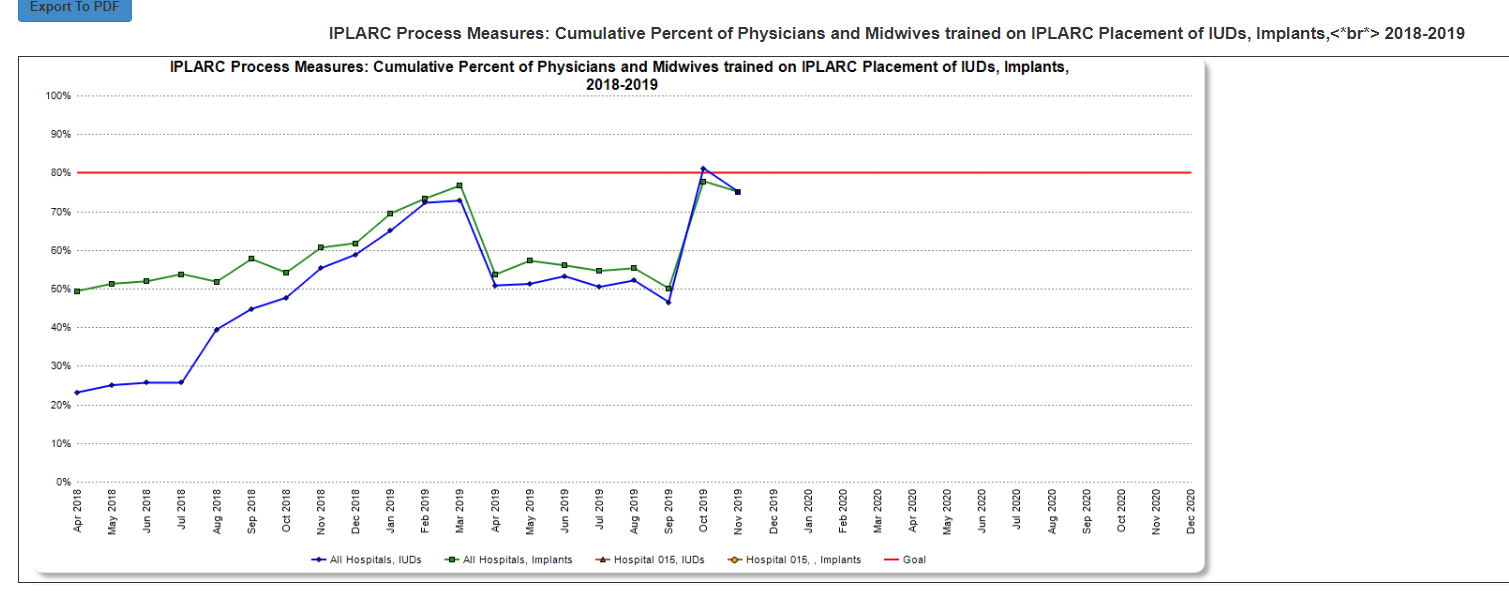 Export To PDF
IPLARC Process Measures: Cumulative Percent of Physicians and Midwives trained on IPLARC Placement of IUDs, Implants,<*br*> 2018-2019
IPLARC Process Measures: Cumulative Percent of Physicians and Midwives trained on IPLARC Placement of IUDs, Implants,
2018-2019
100%
90%
80%
70%
60%
50%
40%
30%
20%
10%
0%
Apr 2018
May 2018
Jun 2018
Jul 2018
Aug 2018
Sep 2018
Oct 2018
Nov 2018
Dec 2018
Jan 2019
Feb 2019
Mar 2019
Apr 2019
May 2019
Jun 2019
Jul 2019
Aug 2019
Sep 2019
Oct 2019
Nov 2019
Dec 2019
Jan 2020
Feb 2020
Mar 2020
Apr 2020
May 2020
Jun 2020
Jul 2020
Aug 2020
Sep 2020
Oct 2020
Nov 2020
Dec 2020
All Hospitals, IUDs
All Hospitals, Implants
Hospital 015, IUDs
Hospital 015, , Implants
Goal